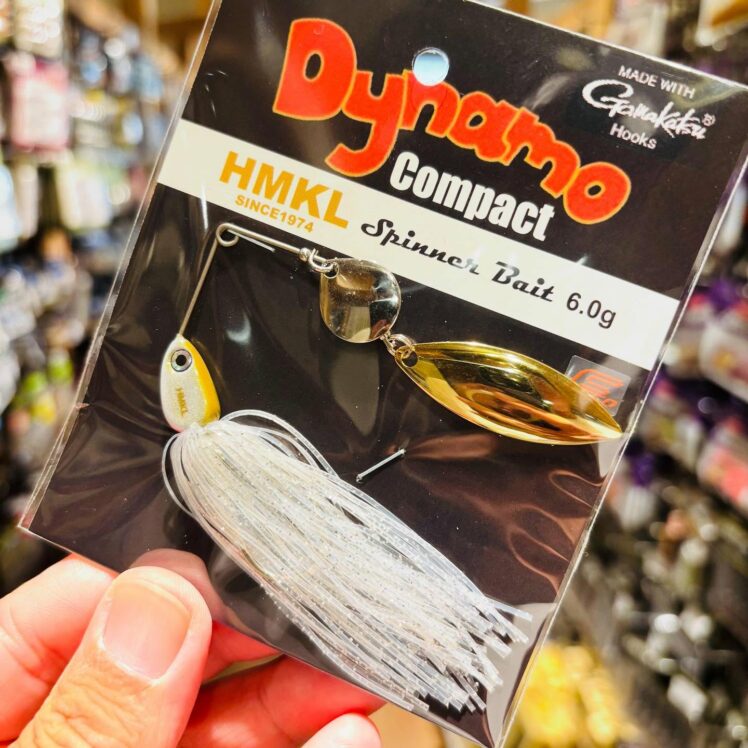 Dynamo
Compact
MADE WITH
Gamakatsu®
Hooks
HMKL
SINCE1974
Spinner Bait 6.0g
HMKL